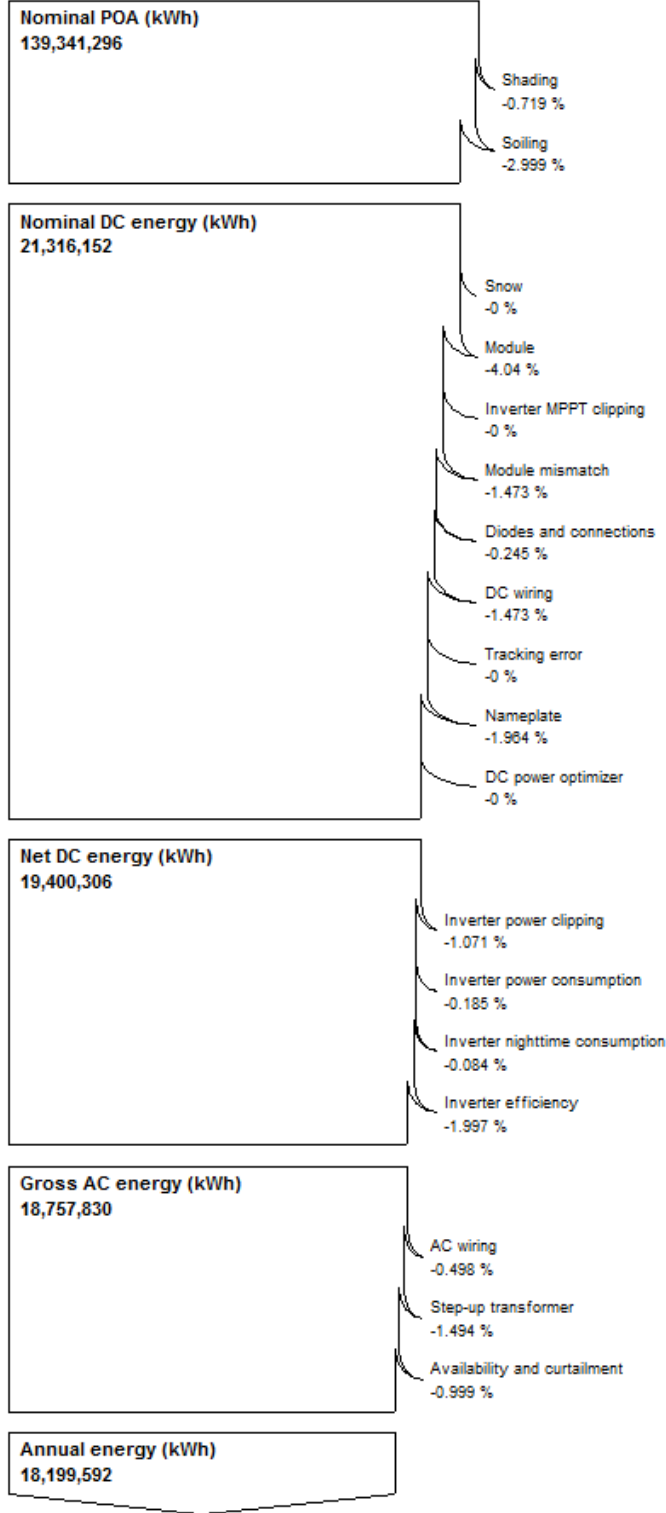 Nominal POA (kWh)
139,341,296
Shading
-0.719 %
Soiling
-2.999 %
Nominal DC energy (kWh)
21,316,152
Snow
-0 %
Module
-4.04 %
Inverter MPPT clipping
-0 %
Module mismatch
-1.473 %
Diodes and connections
-0.245 %
DC wiring
-1.473 %
Tracking error
-0 %
Nameplate
-1.964 %
DC power optimizer
-0 %
Net DC energy (kWh)
19,400,306
Inverter power clipping
-1.071 %
Inverter power consumption
-0.185 %
Inverter nighttime consumption
-0.084 %
Inverter efficiency
-1.997 %
Gross AC energy (kWh)
18,757,830
AC wiring
-0.498 %
Step-up transformer
-1.494 %
Availability and curtailment
-0.999 %
Annual energy (kWh)
18,199,592